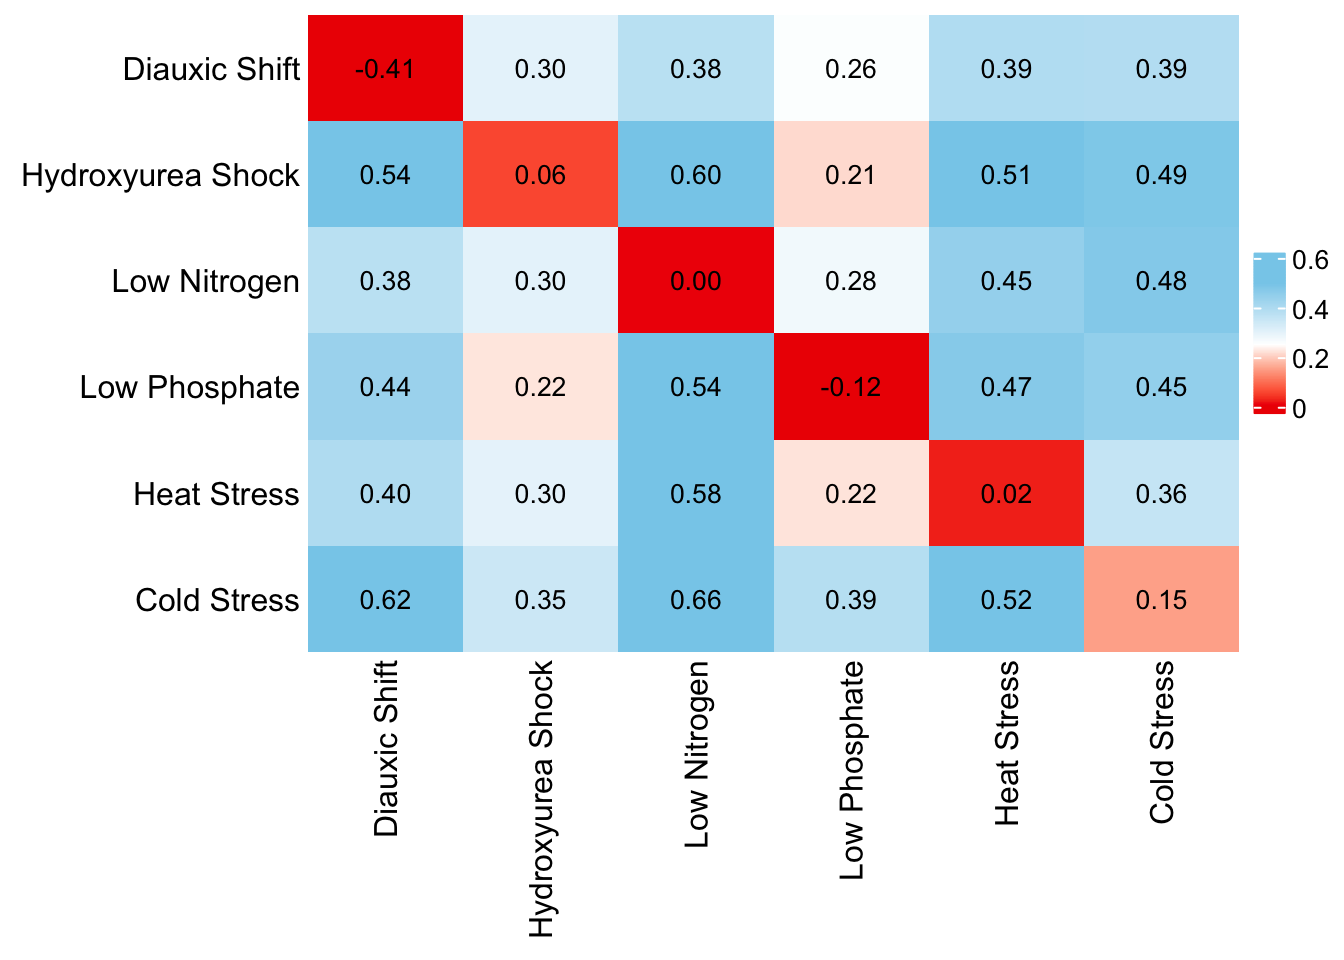 Diauxic Shift -0.41 0.30 0.38 0.26 0.39 0.39
Hydroxyurea Shock 0.54 0.06 0.60 0.21 0.51 0.49
Low Nitrogen 0.38 0.30 0.00 0.28 0.45 0.48
Low Phosphate 0.44 0.22 0.54 -0.12 0.47 0.45
Heat Stress 0.40 0.30 0.58 0.22 0.02 0.36
Cold Stress 0.62 0.35 0.66 0.39 0.52 0.15
Diauxic Shift
Hydroxyurea Shock
Low Nitrogen
Low Phosphate
Heat Stress
Cold Stress
0.6
0.4
0.2
0